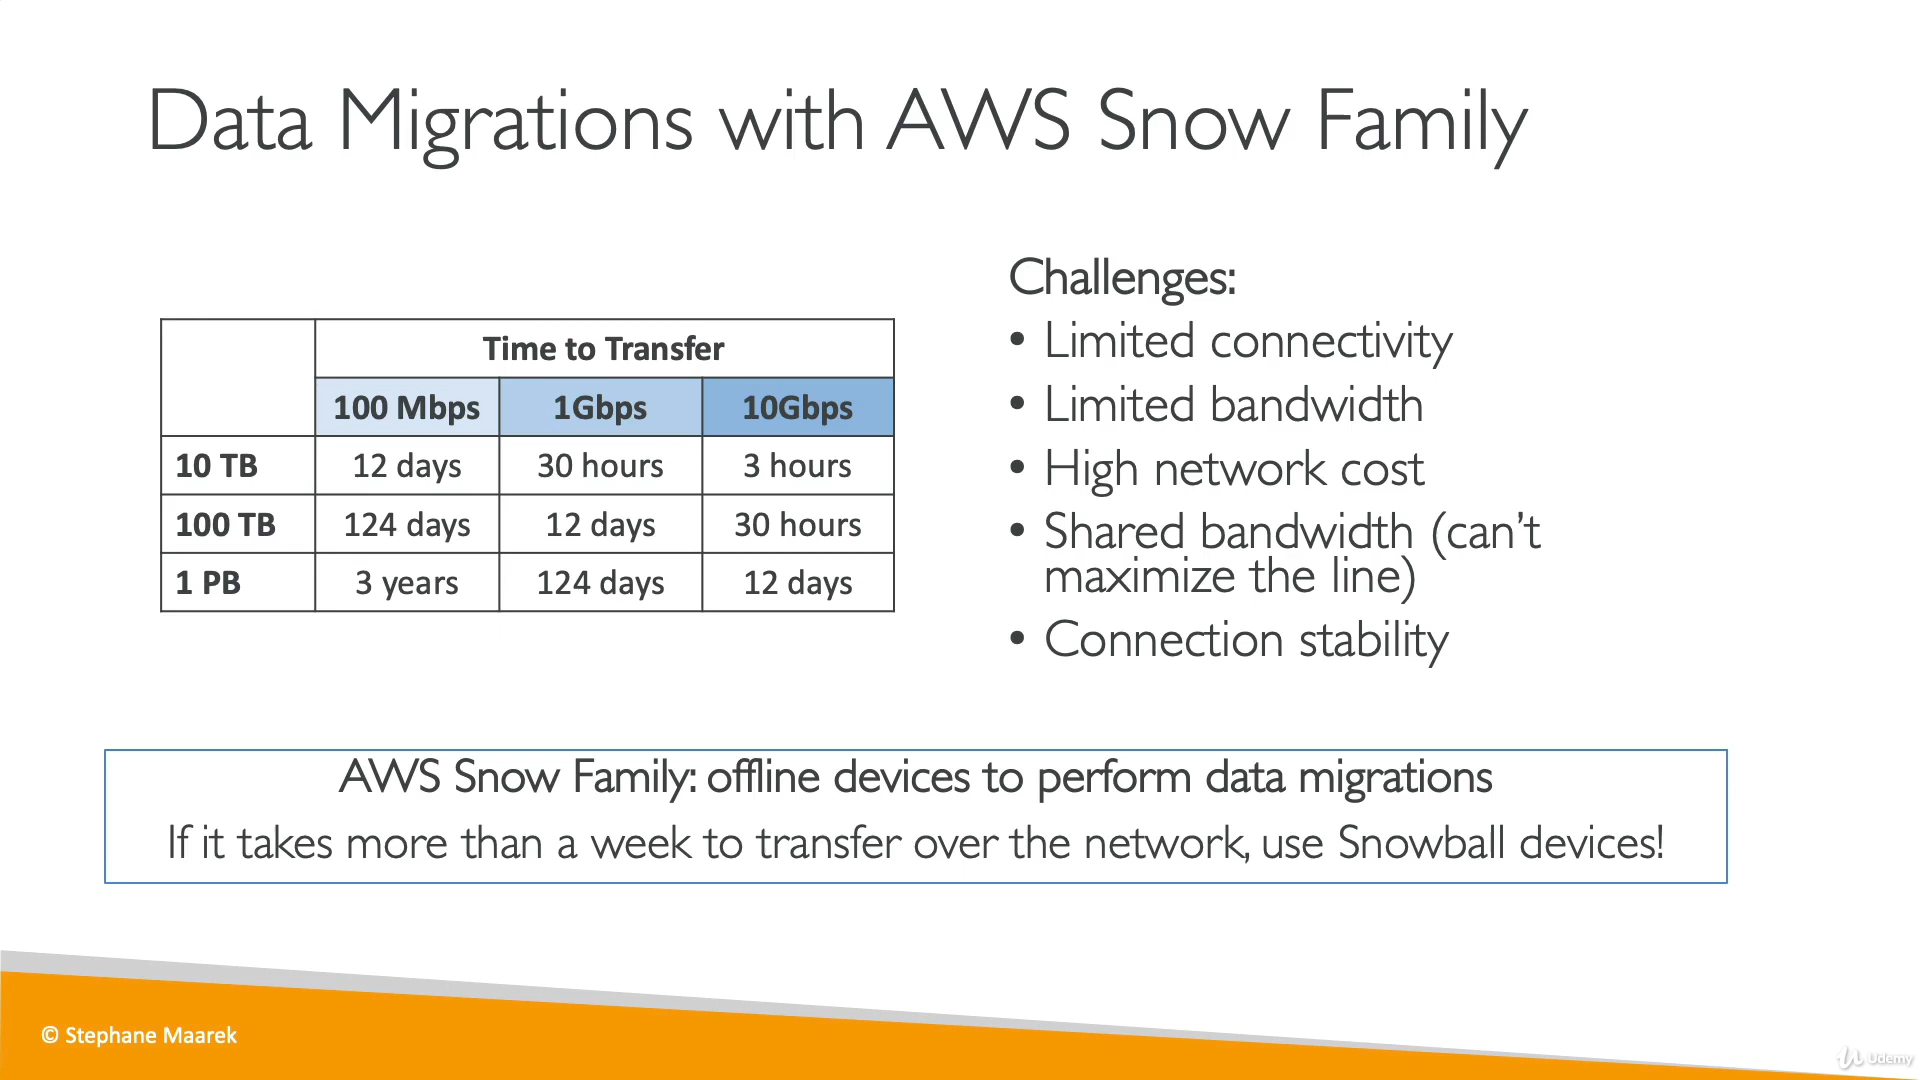 Data Migrations with AWS Snow Family
Time to Transfer
100 Mbps 1Gbps 10Gbps
10 TB 12 days 30 hours 3 hours
100 TB 124 days 12 days 30 hours
1 PB 3 years 124 days 12 days
Challenges:
• Limited connectivity
• Limited bandwidth
• High network cost
• Shared bandwidth (can’t
maximize the line)
• Connection stability
AWS Snow Family: offline devices to perform data migrations
If it takes more than a week to transfer over the network, use Snowball devices!
© Stephane Maarek
Udemy